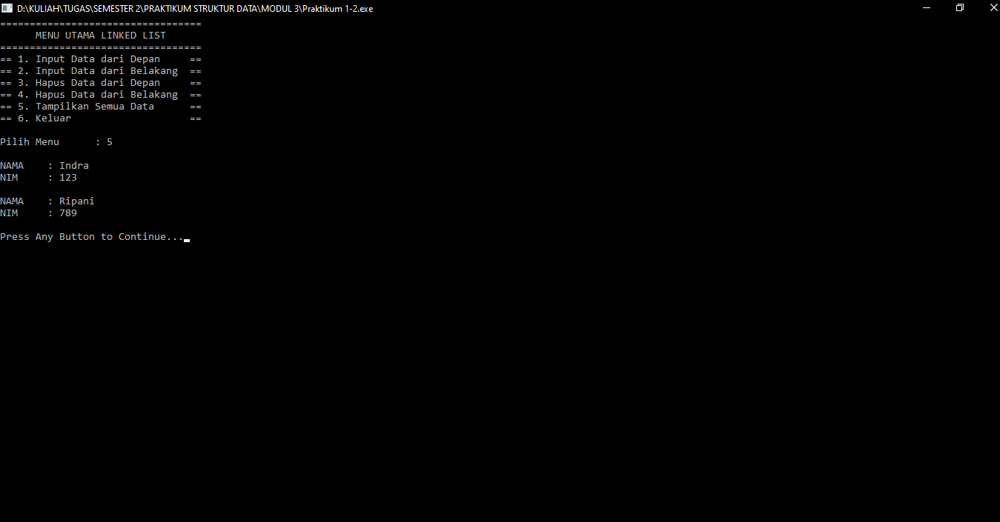 D:\KULIAH\TUGAS\SEMESTER 2\PRAKTIKUM STRUKTUR DATA\MODUL 3\Praktikum 1-2.exe
==================================
      MENU UTAMA LINKED LIST
==================================
== 1. Input Data dari Depan     ==
== 2. Input Data dari Belakang  ==
== 3. Hapus Data dari Depan     ==
== 4. Hapus Data dari Belakang  ==
== 5. Tampilkan Semua Data      ==
== 6. Keluar                    ==
Pilih Menu      : 5
NAMA    : Indra
NIM     : 123
NAMA    : Ripani
NIM     : 789
Press Any Button to Continue...